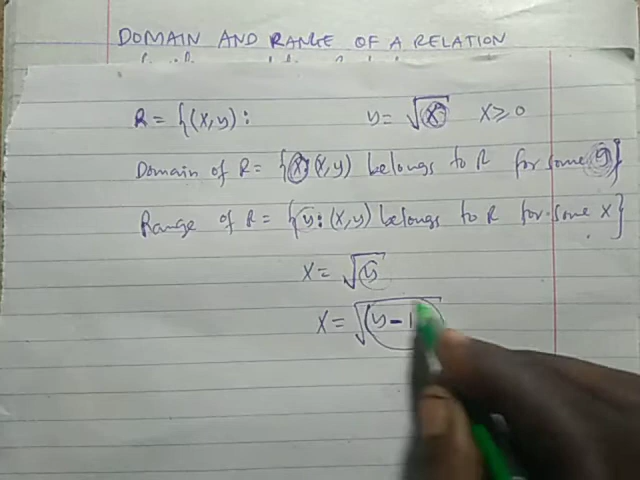 DOMAIN AND RANGE OF A RELATION
R = {(x,y): y = √x x ≥ 0
Domain of R = {x:(x,y) belongs to R for some y}
Range of R = {y:(x,y) belongs to R for some x}
x = √y
x = √(y-1